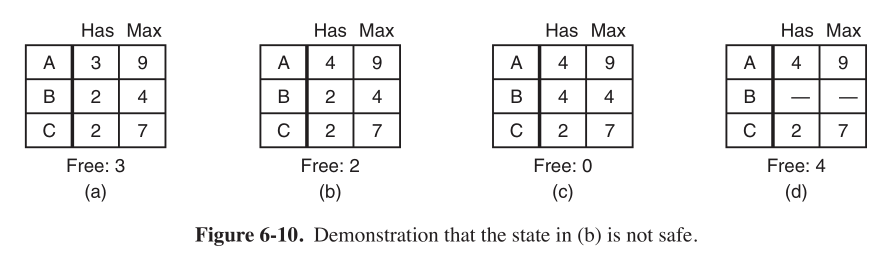 Has Max Has Max Has Max Has Max
A 3 9 A 4 9 A 4 9 A 4 9
B 2 4 B 2 4 B 4 4 B — —
C 2 7 C 2 7 C 2 7 C 2 7
Free: 3 Free: 2 Free: 0 Free: 4
(a) (b) (c) (d)
Figure 6-10. Demonstration that the state in (b) is not safe.